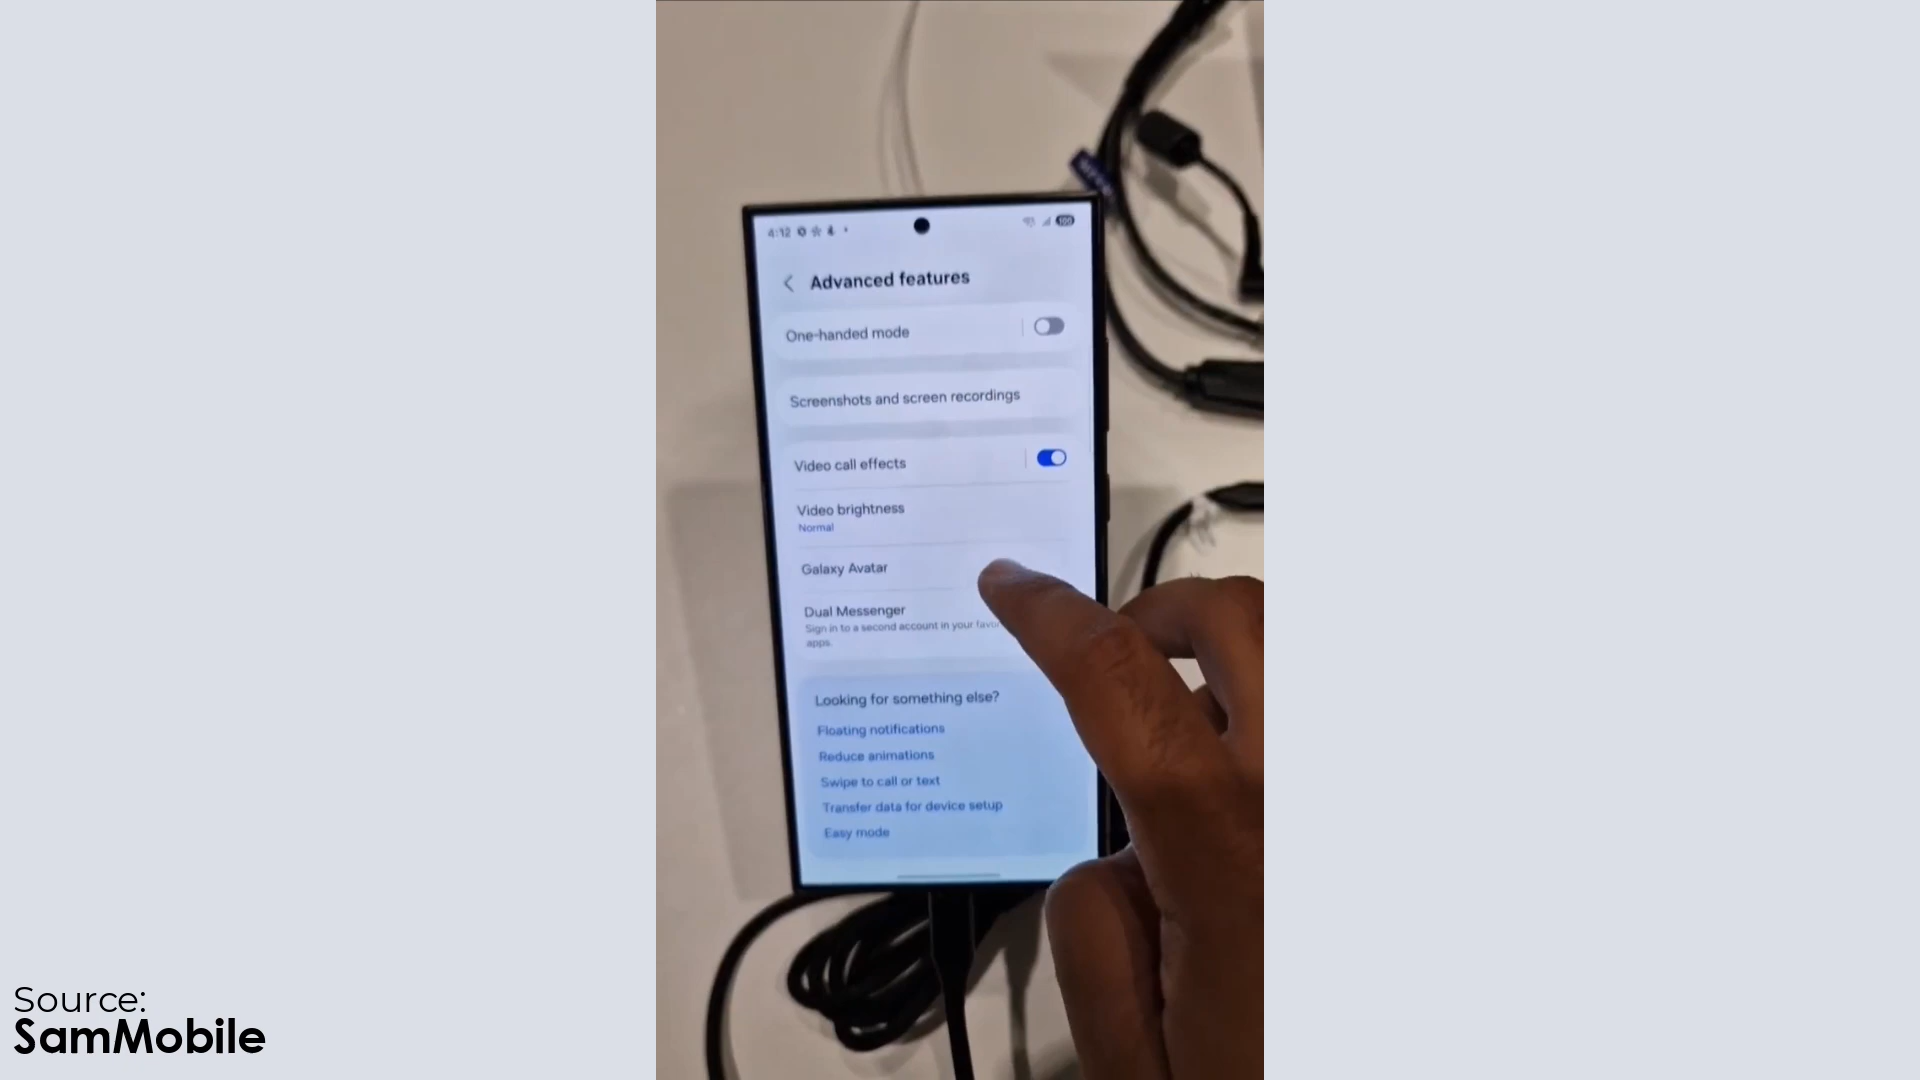 4:12
100
Advanced features
One-handed mode
Screenshots and screen recordings
Video call effects
Video brightness
Normal
Galaxy Avatar
Dual Messenger
Sign in to a second account in your
apps.
Looking for something else?
Floating notifications
Reduce animations
Swipe to call or text
Transfer data for device setup
Easy mode
Source:
SamMobile